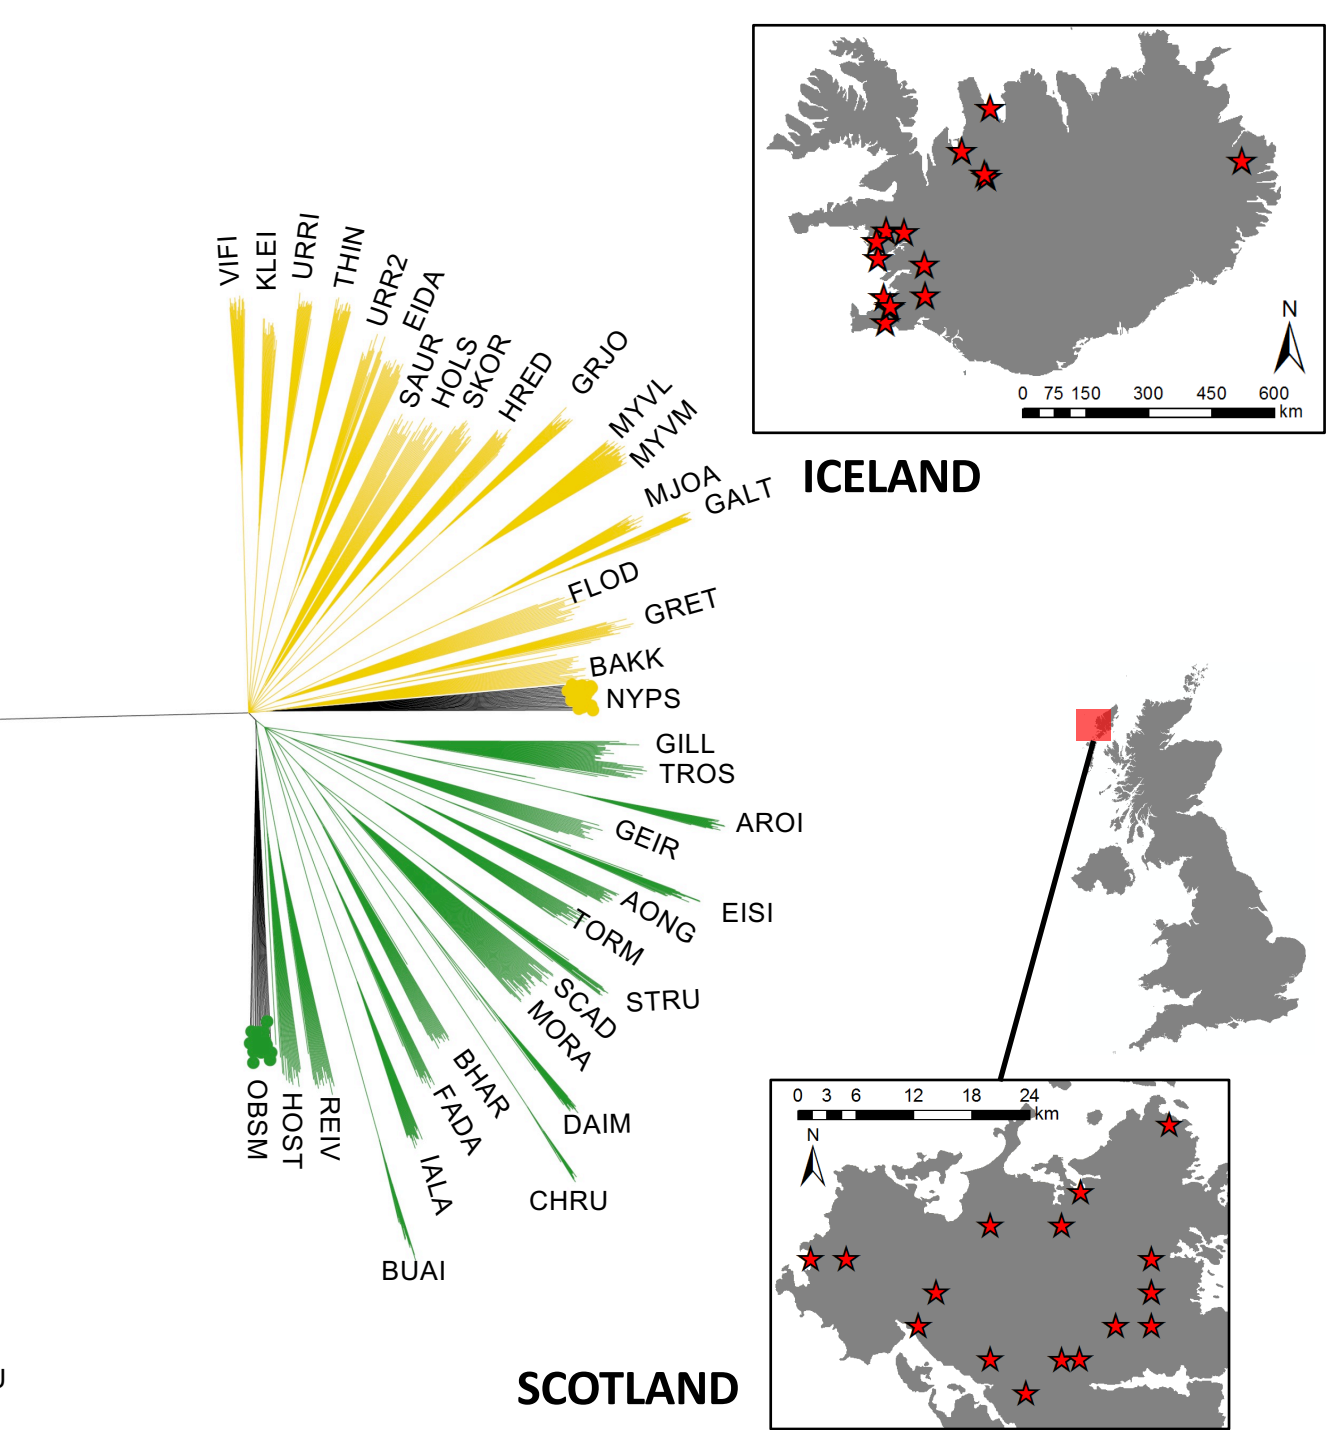 N
0 75 150 300 450 600
km
ICELAND
VIFI
KLEI
URRI
THIN
URR2
EIDA
SAUR
HOLS
SKOR
HRED
GRJO
MYVL
MYVM
MJOA
GALT
FLOD
GRET
BAKK
NYPS
GILL
TROS
AROI
GEIR
EISI
AONG
TORM
STRU
SCAD
MORA
DAIM
CHRU
BHAR
FADA
IALA
BUAI
REIV
HOST
OBSM
0 3 6 12 18 24
km
N
SCOTLAND